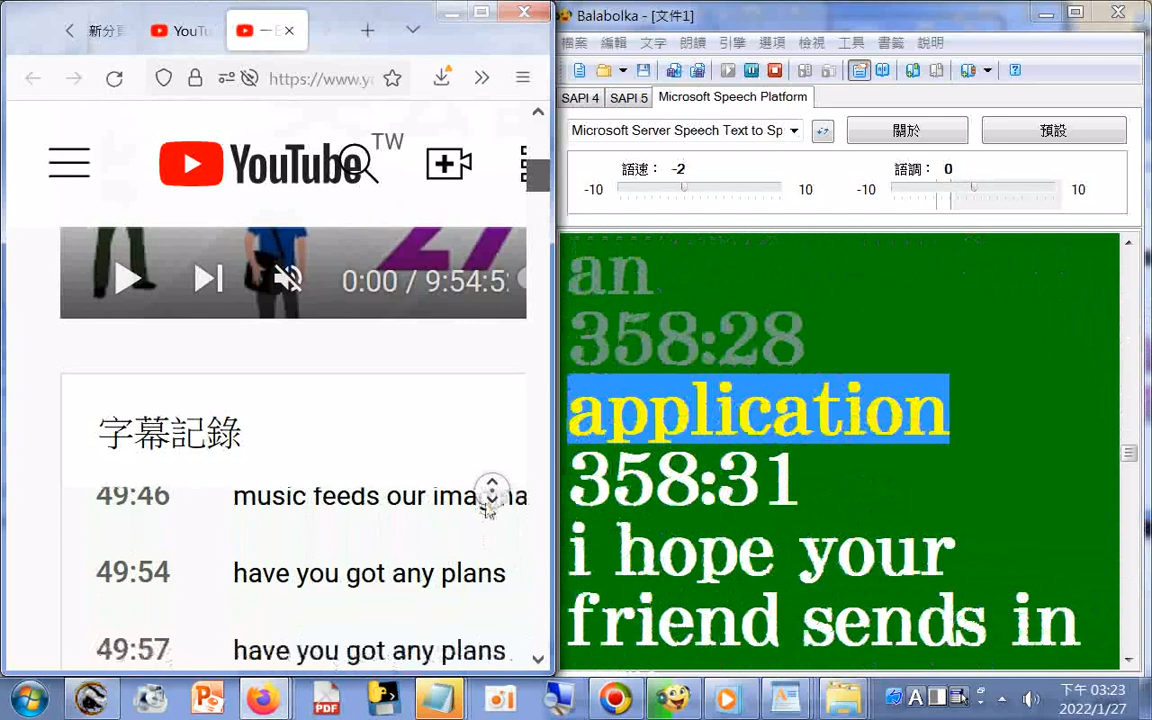 新分頁
YouTu
一 E
https://www.y
YouTube
TW
27
0:00 / 9:54:5
字幕記錄
49:46
music feeds our imagina
49:54
have you got any plans
49:57
have you got any plans
Balabolka - [文件1]
檔案 編輯 文字 朗讀 引擎 選項 檢視 工具 書籤 說明
SAPI 4 SAPI 5 Microsoft Speech Platform
Microsoft Server Speech Text to Sp
關於
預設
語速： -2
語調： 0
-10 10 -10 10
an
358:28
application
358:31
i hope your
friend sends in
PDF
A
下午 03:23
2022/1/27